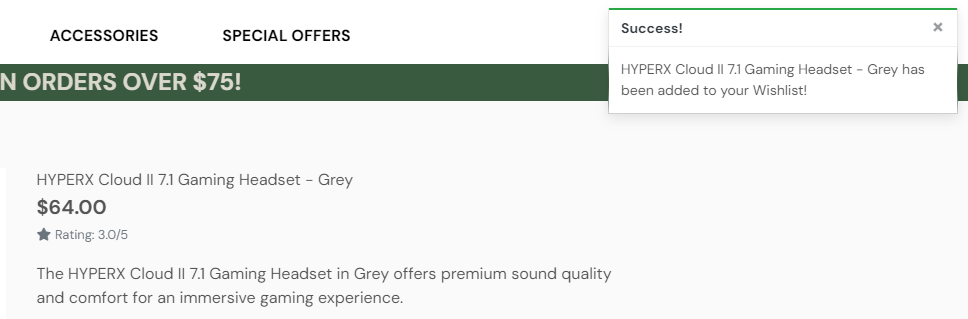 ACCESSORIES SPECIAL OFFERS
Success! ×
N ORDERS OVER $75!
HYPERX Cloud II 7.1 Gaming Headset - Grey has
been added to your Wishlist!
HYPERX Cloud II 7.1 Gaming Headset - Grey
$64.00
Rating: 3.0/5
The HYPERX Cloud II 7.1 Gaming Headset in Grey offers premium sound quality
and comfort for an immersive gaming experience.